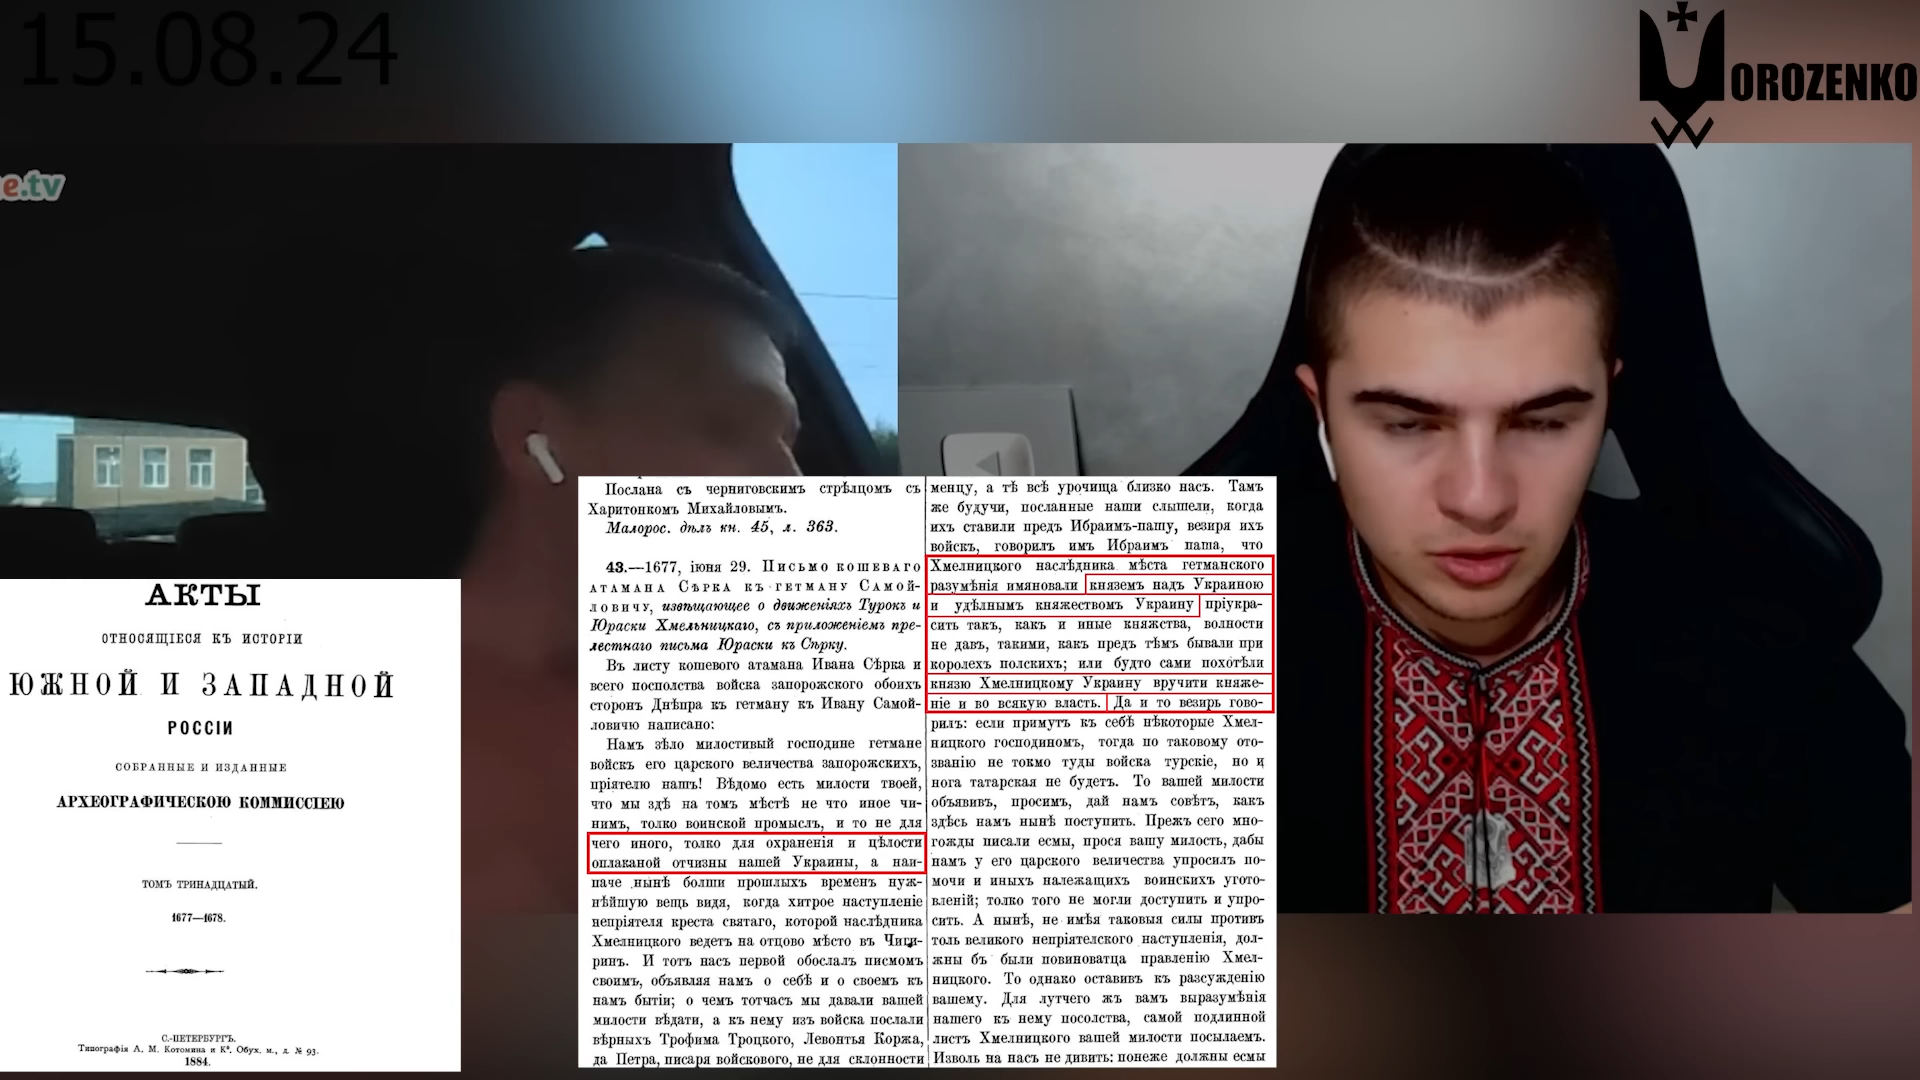 15.08.24
OROZENKO
e.tv
АКТЫ
ОТНОСЯЩІЕСЯ КЪ ИСТОРІИ
ЮЖНОЙ И ЗАПАДНОЙ
РОССІИ
СОБРАННЫЕ И ИЗДАННЫЕ
АРХЕОГРАФИЧЕСКОЮ КОММИССІЕЮ
ТОМЪ ТРИНАДЦАТЫЙ.
1677—1678.
С.-ПЕТЕРБУРГЪ.
Типографія А. М. Котомина и К°. Обух. м., д. № 93.
1884.
Послана съ черниговскимъ стрѣлцомъ съ
Харитонкомъ Михайловымъ.
Малорос. дѣлъ кн. 45, л. 363.
43.—1677, іюня 29. Письмо кошеваго
атамана Сѣрка къ гетману Самой-
ловичу, извѣщающее о движеніяхъ Турокъ и
Юраски Хмельницкаго, съ приложеніемъ пре-
лестнаго письма Юраски къ Сѣрку.
Въ листу кошевого атамана Ивана Сѣрка и
всего посполства войска запорожского обоихъ
сторонъ Днѣпра къ гетману къ Ивану Самой-
ловичю написано:
Намъ зѣло милостивый господине гетмане
войскъ его царского величества запорожскихъ,
пріятелю нашъ! Вѣдомо есть милости твоей,
что мы здѣ на томъ мѣстѣ не что иное чи-
нимъ, толко воинской промыслъ, и то не для
чего иного, толко для охраненія и цѣлости
оплаканой отчизны нашей Украины, а наи-
паче нынѣ болши прошлыхъ временъ нуж-
нѣйшую вещь видя, когда хитрое наступленіе
непріятеля креста святаго, которой наслѣдника
Хмелницкого ведетъ на отцово мѣсто въ Чиги-
ринъ. И тотъ насъ первой обослалъ писмомъ
своимъ, объявляя намъ о себѣ и о своемъ къ
намъ бытіи; о чемъ тотчасъ мы давали вашей
милости вѣдати, а къ нему изъ войска послали
вѣрныхъ Трофима Троцкого, Левонтья Коржа,
да Петра, писаря войскового, не для склонности
менцу, а тѣ всѣ урочища близко насъ. Тамъ
же будучи, посланные наши слышели, когда
ихъ ставили предъ Ибраимъ-пашу, везиря ихъ
войскъ, говорилъ имъ Ибраимъ паша, что
Хмелницкого наслѣдника мѣста гетманского
разумѣнія имяновали княземъ надъ Украиною
и удѣлнымъ княжествомъ Украину пріукра-
сить такъ, какъ и иные княжства, волности
не давъ, такими, какъ предъ тѣмъ бывали при
королехъ полскихъ; или будто сами похотѣли
князю Хмелницкому Украину вручити княже-
ніе и во всякую власть. Да и то везирь гово-
рилъ: если примутъ къ себѣ нѣкоторые Хмел-
ницкого господиномъ, тогда по таковому ото-
званію не токмо туды войска турскіе, но и
нога татарская не будетъ. То вашей милости
объявивъ, просимъ, дай намъ совѣтъ, какъ
здѣсь намъ нынѣ поступить. Прежъ сего мно-
гожды писали есмы, прося вашу милость, дабы
намъ у его царского величества упросилъ по-
мочи и иныхъ належащихъ воинскихъ угото-
вленій; толко того не могли доступить и упро-
сить. А нынѣ, не имѣя таковыя силы противъ
толь великого непріятелского наступленія, дол-
жны бъ были повиноватца правленію Хмел-
ницкого. То однако оставивъ къ разсужденію
вашему. Для лутчего жъ вамъ выразумѣнія
нашего къ нему посолства, самой подлинной
листъ Хмелницкого вашей милости посылаемъ.
Изволь на насъ не дивить: понеже должны есмы